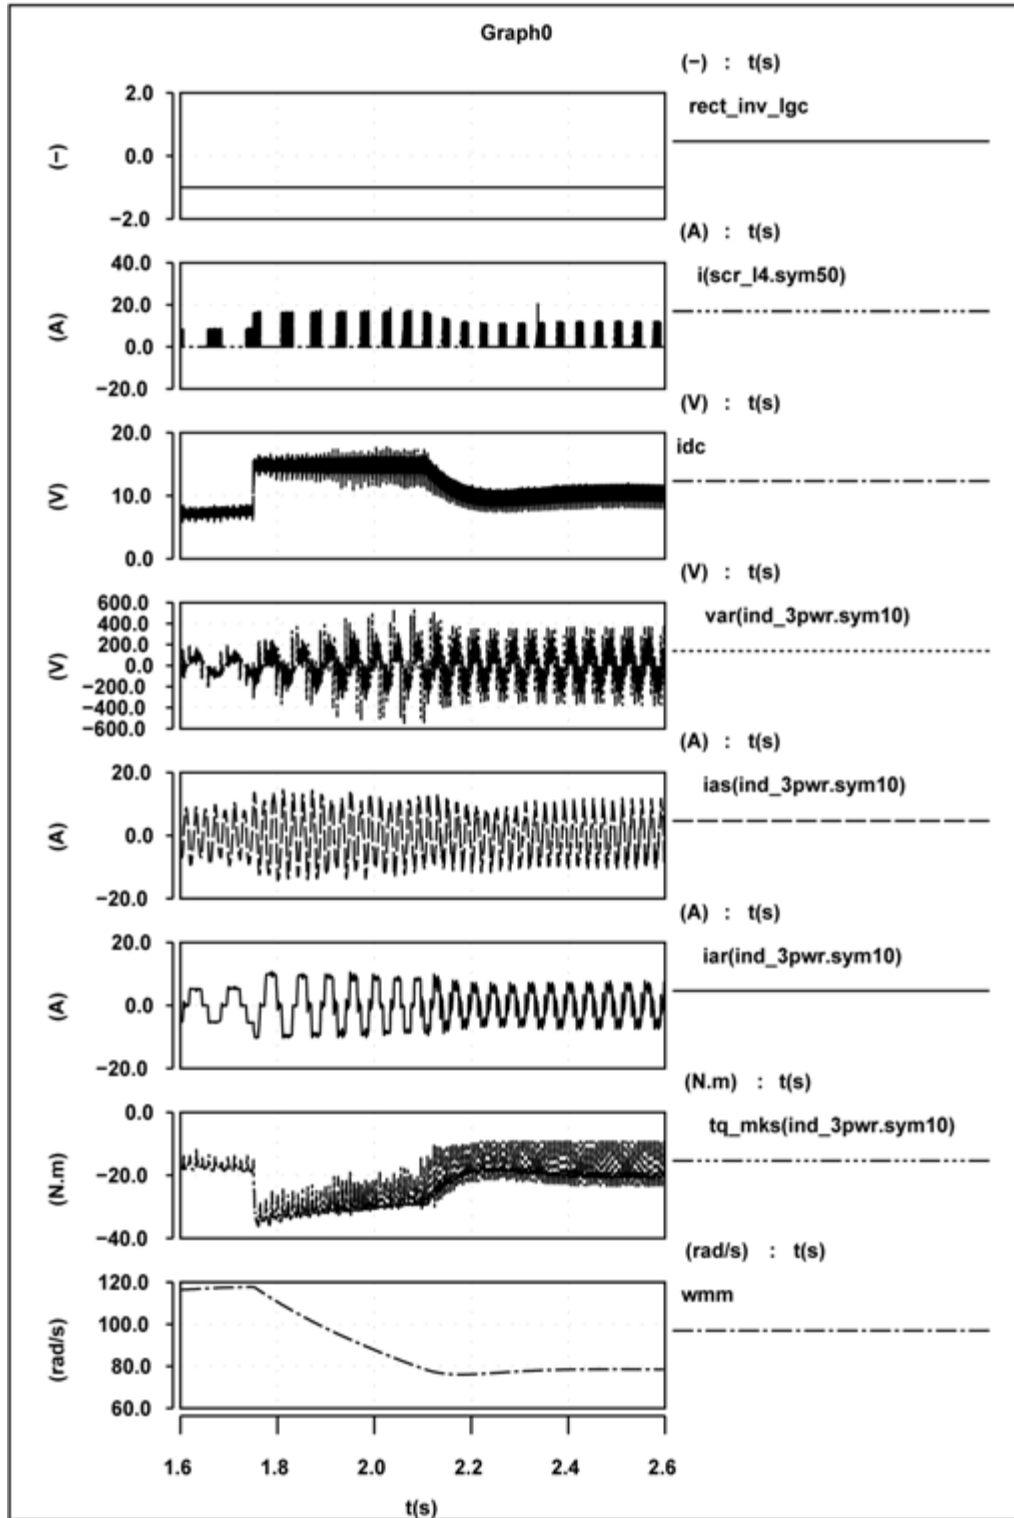 Graph0
(−) : t(s)
rect_inv_lgc
2.0
0.0
−2.0
(−)
(A) : t(s)
i(scr_l4.sym50)
40.0
20.0
0.0
−20.0
(A)
(V) : t(s)
idc
20.0
10.0
0.0
(V)
(V) : t(s)
var(ind_3pwr.sym10)
600.0
400.0
200.0
0.0
−200.0
−400.0
−600.0
(V)
(A) : t(s)
ias(ind_3pwr.sym10)
20.0
0.0
−20.0
(A)
(A) : t(s)
iar(ind_3pwr.sym10)
20.0
0.0
−20.0
(A)
(N.m) : t(s)
tq_mks(ind_3pwr.sym10)
0.0
−20.0
−40.0
(N.m)
(rad/s) : t(s)
wmm
120.0
100.0
80.0
60.0
(rad/s)
1.6 1.8 2.0 2.2 2.4 2.6
t(s)